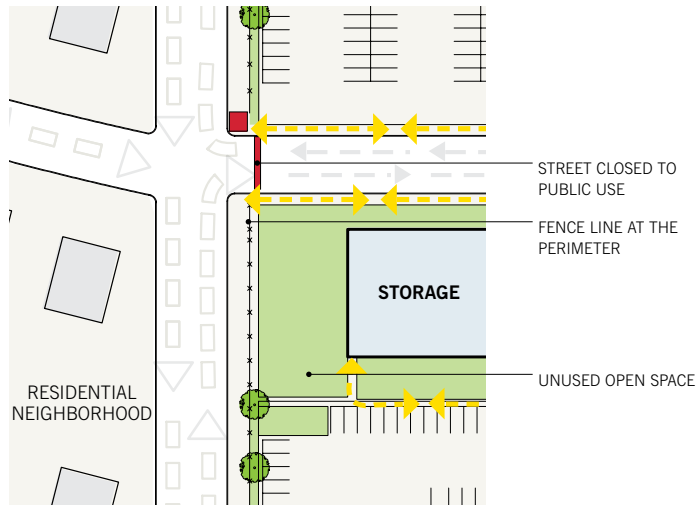 STREET CLOSED TO
PUBLIC USE
FENCE LINE AT THE
PERIMETER
STORAGE
UNUSED OPEN SPACE
RESIDENTIAL
NEIGHBORHOOD